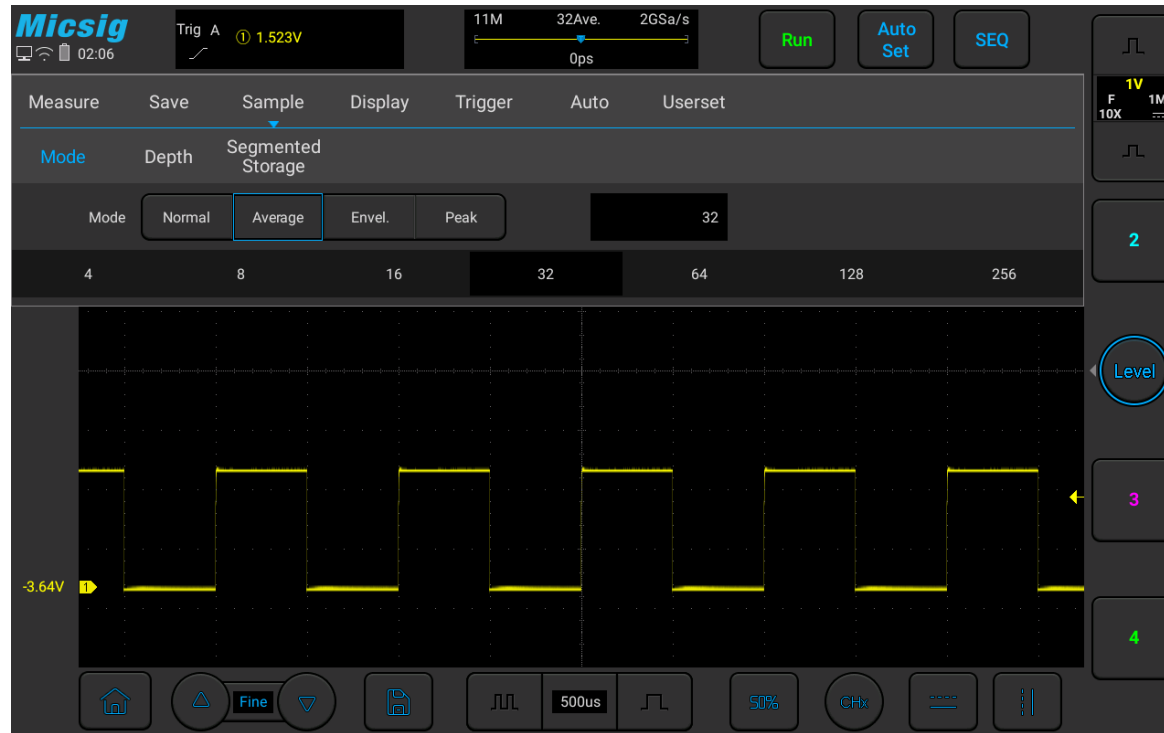 Micsig
02:06
Trig A ① 1.523V
11M 32Ave. 2GSa/s
0ps
Run
Auto
Set
SEQ
1V
F 1M
10X
Measure Save Sample Display Trigger Auto Userset
Mode Depth Segmented
Storage
Mode Normal Average Envel. Peak 32
4 8 16 32 64 128 256
2
Level
3
-3.64V 1
4
Fine 500us 50% CHx